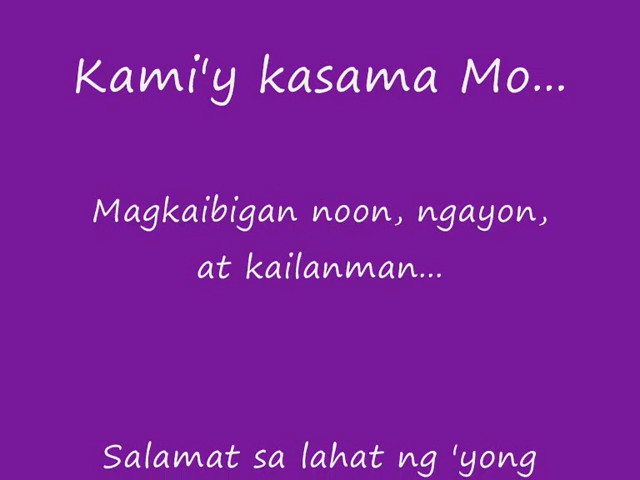 Kami'y kasama Mo...
Magkaibigan noon, ngayon,
at kailanman...
Salamat sa lahat ng 'yong